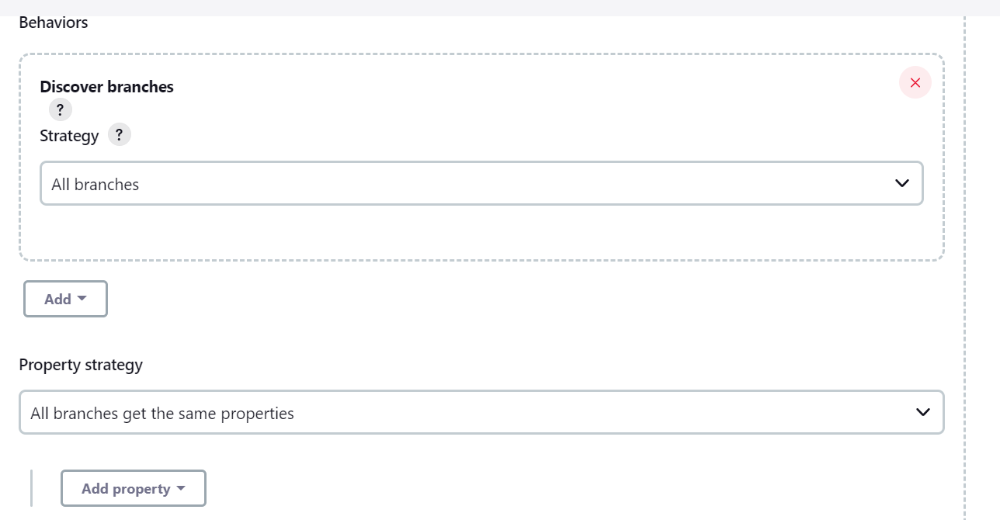 Behaviors
Discover branches
?
Strategy ?
All branches
Add
Property strategy
All branches get the same properties
Add property